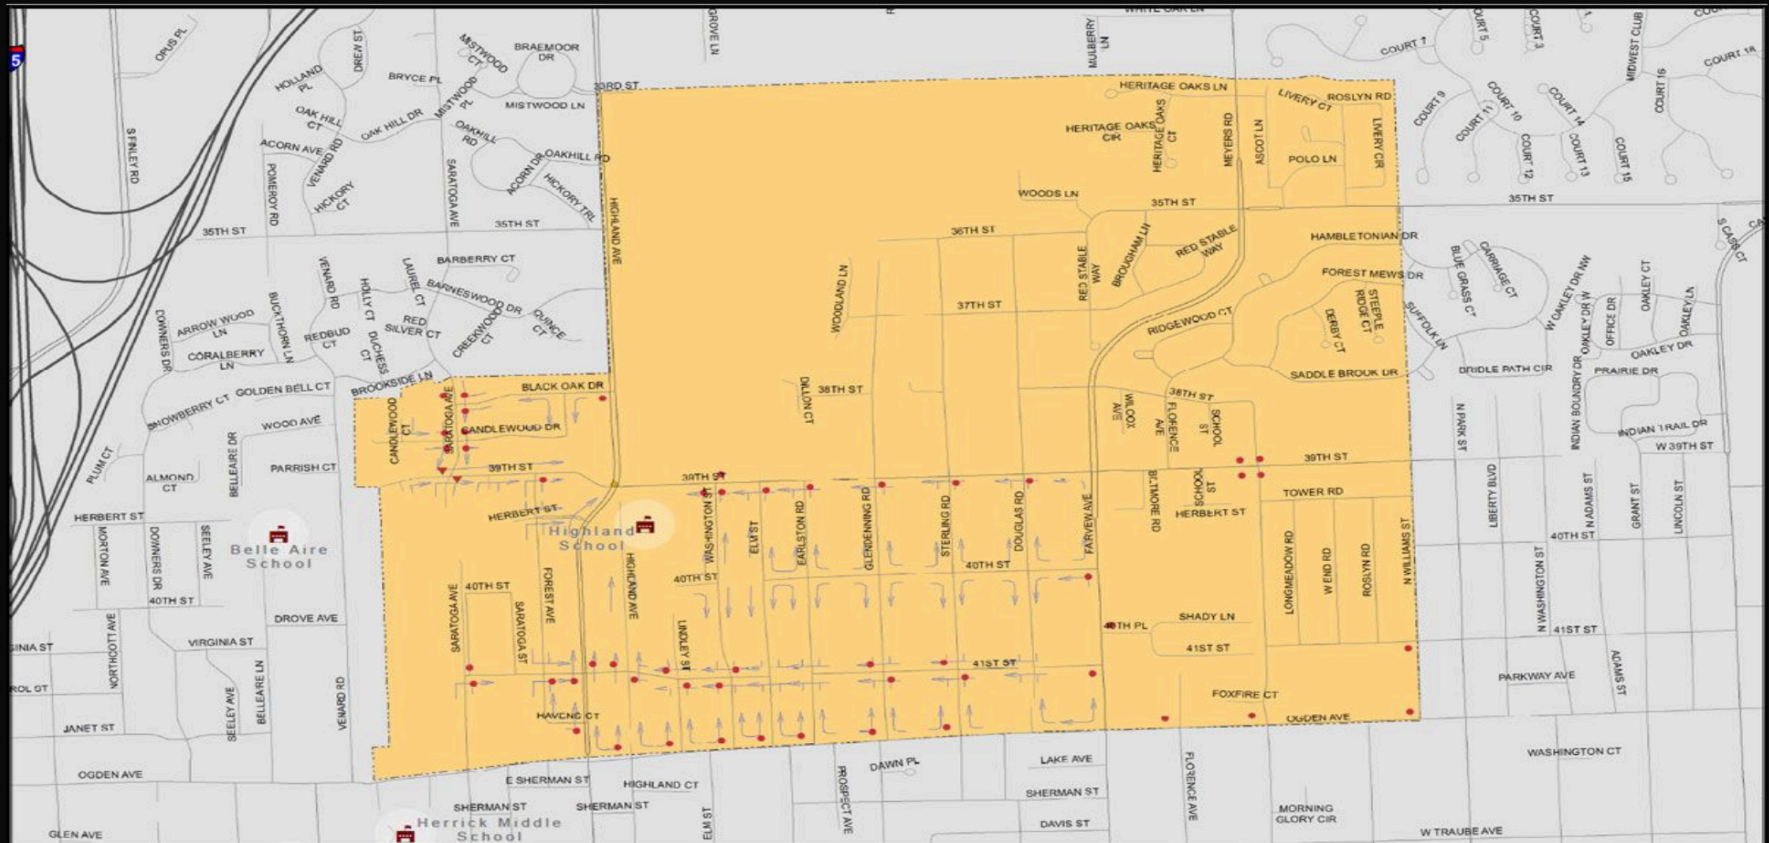 WHITE OAK LN
COURT 7
COURT 5
COURT 3
MIDWEST CLUB
COURT 18
COURT 16
OPUS PL
DREW ST
MISTWOOD
CT
BRAEMOOR
DR
GROVE LN
MULBERRY
LN
5
HOLLAND
PL
BRYCE PL
MISTWOOD
PL
33RD ST
MISTWOOD LN
HERITAGE OAKS LN
LIVERY CT
ROSLYN RD
COURT 9
COURT 10
COURT 11
COURT 14
OAK HILL
CT
OAK HILL DR
OAKHILL
RD
HERITAGE OAKS
CIR
HERITAGE OAKS
CT
MEYERS RD
ASCOT LN
LIVERY CIR
S FINLEY RD
ACORN AVE
VENARD RD
ACORN DR
OAKHILL RD
POLO LN
COURT 12
COURT 13
COURT 15
POMEROY RD
HICKORY
CT
SARATOGA AVE
HICKORY TRL
WOODS LN
35TH ST
35TH ST
35TH ST
35TH ST
HIGHLAND AVE
36TH ST
BROUGHAM LN
RED STABLE
WAY
HAMBLETONIAN DR
S CASS CT
BARBERRY CT
RED STABLE
WAY
BLUE GRASS CT
CARRIAGE CT
W OAKLEY DR NW
VENARD RD
HOLLY CT
LAUREL CT
BARNESWOOD DR
WOODLAND LN
FOREST MEWS DR
OAKLEY CT
DOWNERS DR
ARROW WOOD
LN
BUCKTHORN LN
REDBUD
CT
RED
SILVER CT
CREEKWOOD
CT
QUINCE
CT
37TH ST
RIDGEWOOD CT
DERBY CT
STEEPLE
RIDGE CT
SUFFOLK LN
OAKLEY DR W
OFFICE DR
OAKLEY LN
CORALBERRY
LN
DUCHESS
CT
OAKLEY DR
GOLDEN BELL CT
BROOKSIDE LN
BLACK OAK DR
DILLON CT
38TH ST
38TH ST
SADDLE BROOK DR
BRIDLE PATH CIR
PRAIRIE DR
SNOWBERRY CT
CANDLEWOOD
CT
SARATOGA AVE
WILCOX
AVE
FLORENCE
AVE
SCHOOL
ST
INDIAN BOUNDRY DR
WOOD AVE
CANDLEWOOD DR
N PARK ST
INDIAN TRAIL DR
PLUM CT
BELLEAIRE DR
W 39TH ST
ALMOND
CT
PARRISH CT
39TH ST
39TH ST
39TH ST
BILTMORE RD
SCHOOL
ST
TOWER RD
LIBERTY BLVD
N ADAMS ST
GRANT ST
LINCOLN ST
HERBERT ST
HERBERT ST
WASHINGTON ST
ELM ST
EARLSTON RD
GLENDENNING RD
STERLING RD
DOUGLAS RD
FAIRVIEW AVE
HERBERT ST
N WILLIAMS ST
MORTON AVE
DOWNERS DR
SEELEY AVE
Belle Aire
School
Highland
School
LONGMEADOW RD
W END RD
ROSLYN RD
40TH ST
40TH ST
SARATOGA AVE
40TH ST
FOREST AVE
HIGHLAND AVE
40TH ST
40TH ST
N WASHINGTON ST
NORTHCOTT AVE
DROVE AVE
SARATOGA ST
LINDLEY ST
40TH PL
SHADY LN
VIRGINIA ST
41ST ST
41ST ST
41ST ST
BELLEAIRE LN
VENARD RD
SEELEY AVE
PARKWAY AVE
ADAMS ST
HAVENS CT
FOXFIRE CT
OGDEN AVE
JANET ST
OGDEN AVE
E SHERMAN ST
HIGHLAND CT
PROSPECT AVE
DAWN PL
LAKE AVE
FLORENCE AVE
WASHINGTON CT
SHERMAN ST
SHERMAN ST
SHERMAN ST
ELM ST
MORNING
GLORY CIR
GLEN AVE
Herrick Middle
School
DAVIS ST
W TRAUBE AVE